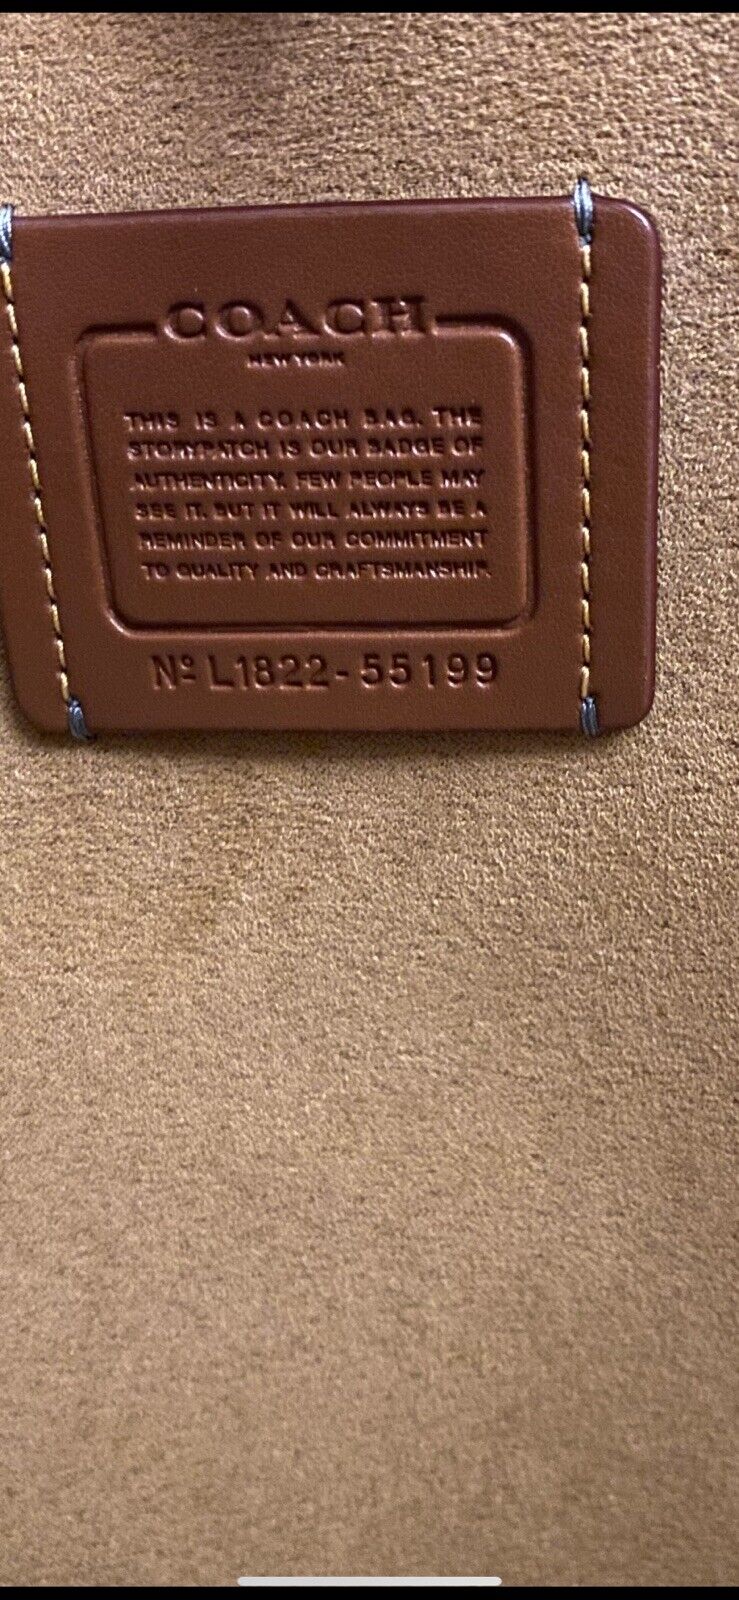 COACH
NEW YORK
THIS IS A COACH BAG. THE
STORYPATCH IS OUR BADGE OF
AUTHENTICITY. FEW PEOPLE MAY
SEE IT. BUT IT WILL ALWAYS BE A
REMINDER OF OUR COMMITMENT
TO QUALITY AND CRAFTSMANSHIP.
Nº L1822-55199